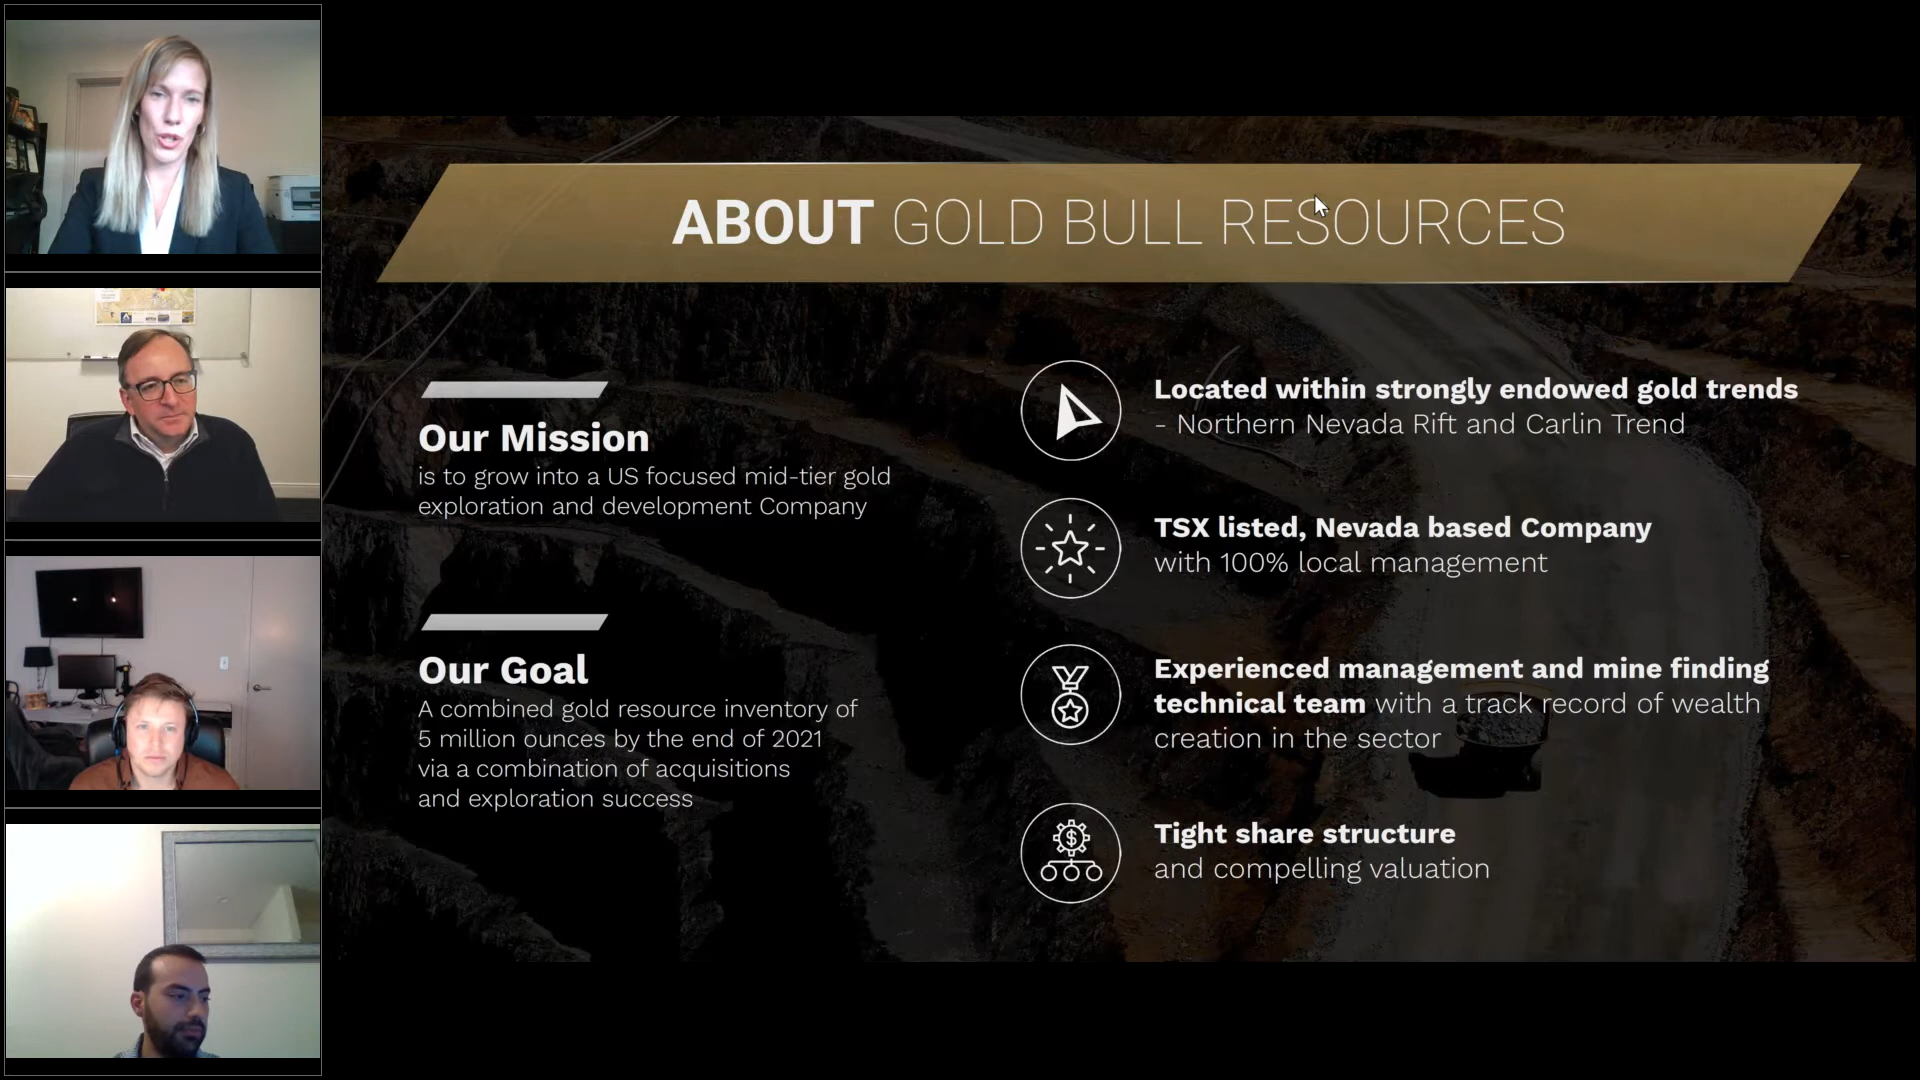 ABOUT GOLD BULL RESOURCES
Our Mission
is to grow into a US focused mid-tier gold
exploration and development Company
Our Goal
A combined gold resource inventory of
5 million ounces by the end of 2021
via a combination of acquisitions
and exploration success
Located within strongly endowed gold trends
- Northern Nevada Rift and Carlin Trend
TSX listed, Nevada based Company
with 100% local management
Experienced management and mine finding
technical team with a track record of wealth
creation in the sector
$
Tight share structure
and compelling valuation